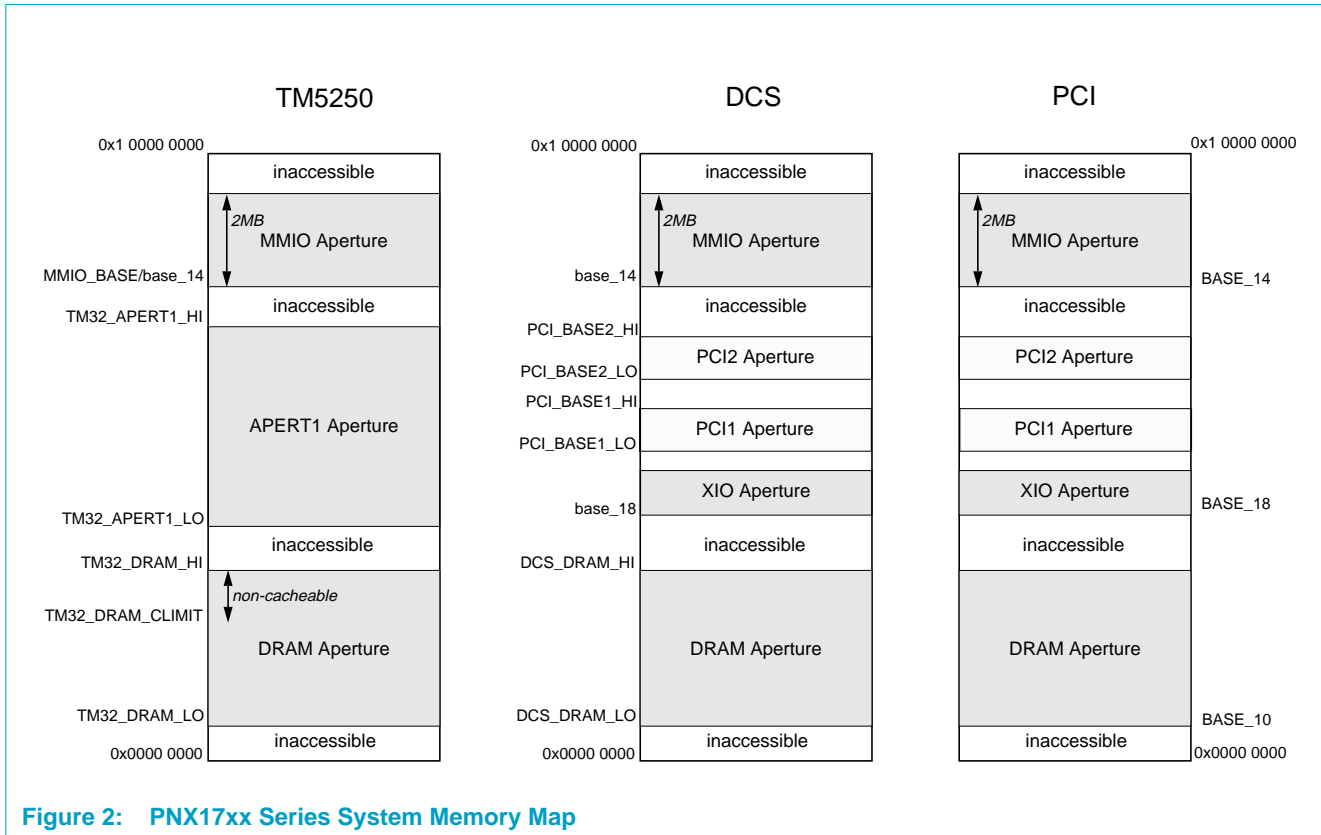 TM5250
0x1 0000 0000
inaccessible
2MB
MMIO Aperture
MMIO_BASE/base_14
inaccessible
TM32_APERT1_HI
APERT1 Aperture
TM32_APERT1_LO
inaccessible
TM32_DRAM_HI
non-cacheable
TM32_DRAM_CLIMIT
DRAM Aperture
TM32_DRAM_LO
inaccessible
0x0000 0000
DCS
0x1 0000 0000
inaccessible
2MB
MMIO Aperture
base_14
inaccessible
PCI_BASE2_HI
PCI2 Aperture
PCI_BASE2_LO
PCI_BASE1_HI
PCI1 Aperture
PCI_BASE1_LO
XIO Aperture
base_18
inaccessible
DCS_DRAM_HI
DRAM Aperture
DCS_DRAM_LO
inaccessible
PCI
0x1 0000 0000
inaccessible
2MB
MMIO Aperture
BASE_14
inaccessible
PCI2 Aperture
PCI1 Aperture
XIO Aperture
BASE_18
inaccessible
DRAM Aperture
BASE_10
inaccessible
0x0000 0000
Figure 2: PNX17xx Series System Memory Map